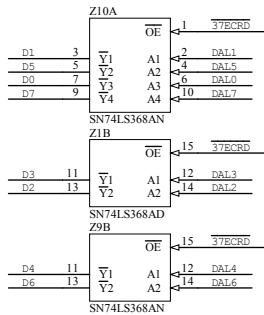 Z10A
OE 1 37ECRD
D1 3 Y1 A1 2 DAL1
D5 5 Y2 A2 4 DAL5
D0 7 Y3 A3 6 DAL0
D7 9 Y4 A4 10 DAL7
SN74LS368AN
Z1B
OE 15 37ECRD
D3 11 Y1 A1 12 DAL3
D2 13 Y2 A2 14 DAL2
SN74LS368AD
Z9B
OE 15 37ECRD
D4 11 Y1 A1 12 DAL4
D6 13 Y2 A2 14 DAL6
SN74LS368AN